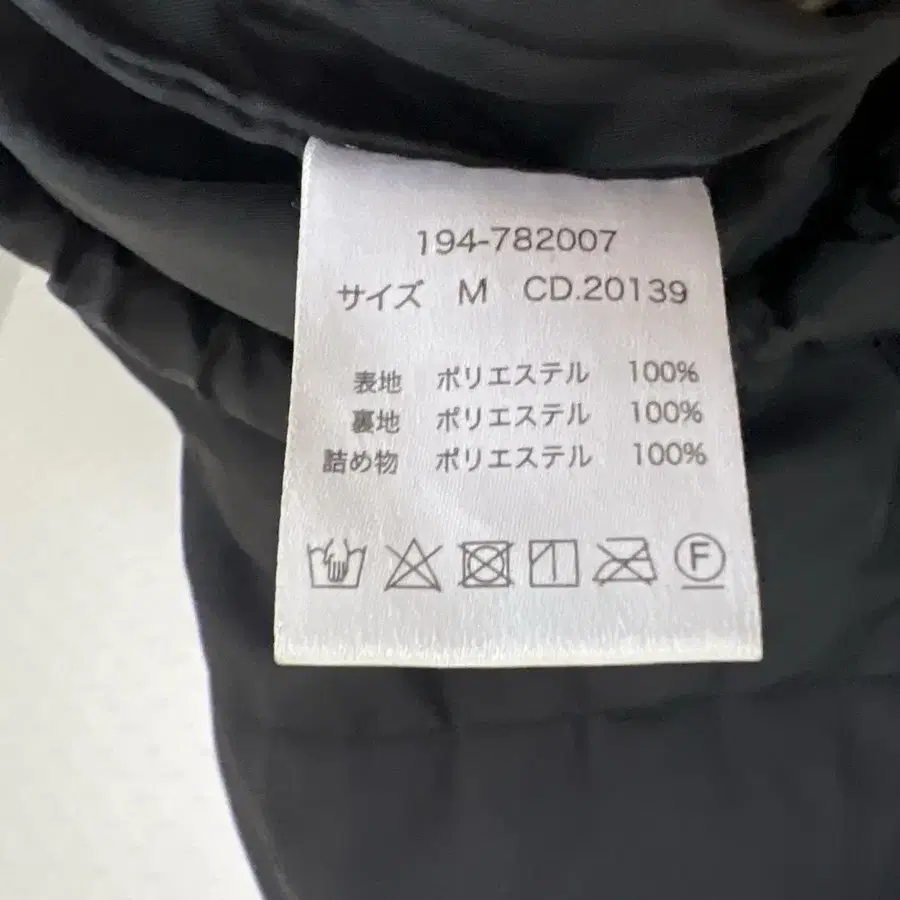 194-782007
サイズ M CD.20139
表地 ポリエステル 100%
裏地 ポリエステル 100%
詰め物 ポリエステル 100%
F